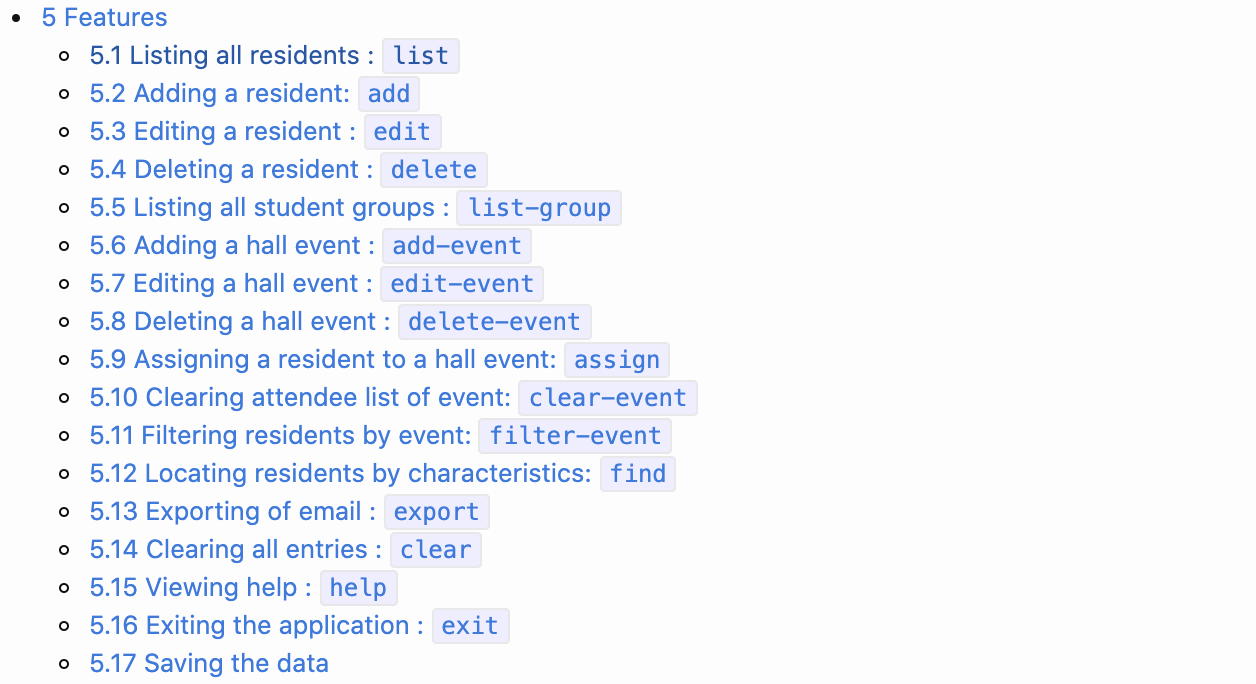 5 Features
5.1 Listing all residents : list
5.2 Adding a resident: add
5.3 Editing a resident : edit
5.4 Deleting a resident : delete
5.5 Listing all student groups : list-group
5.6 Adding a hall event : add-event
5.7 Editing a hall event : edit-event
5.8 Deleting a hall event : delete-event
5.9 Assigning a resident to a hall event: assign
5.10 Clearing attendee list of event: clear-event
5.11 Filtering residents by event: filter-event
5.12 Locating residents by characteristics: find
5.13 Exporting of email : export
5.14 Clearing all entries : clear
5.15 Viewing help : help
5.16 Exiting the application : exit
5.17 Saving the data